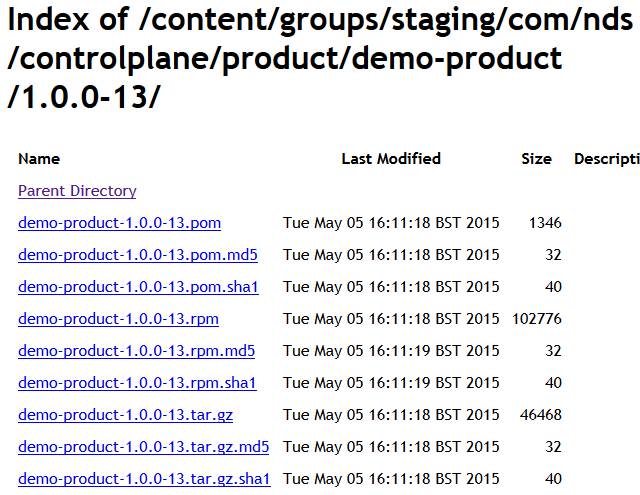 Index of /content/groups/staging/com/nds
/controlplane/product/demo-product
/1.0.0-13/
Name Last Modified Size Descripti
Parent Directory
demo-product-1.0.0-13.pom Tue May 05 16:11:18 BST 2015 1346
demo-product-1.0.0-13.pom.md5 Tue May 05 16:11:18 BST 2015 32
demo-product-1.0.0-13.pom.sha1 Tue May 05 16:11:18 BST 2015 40
demo-product-1.0.0-13.rpm Tue May 05 16:11:18 BST 2015 102776
demo-product-1.0.0-13.rpm.md5 Tue May 05 16:11:19 BST 2015 32
demo-product-1.0.0-13.rpm.sha1 Tue May 05 16:11:19 BST 2015 40
demo-product-1.0.0-13.tar.gz Tue May 05 16:11:18 BST 2015 46468
demo-product-1.0.0-13.tar.gz.md5 Tue May 05 16:11:18 BST 2015 32
demo-product-1.0.0-13.tar.gz.sha1 Tue May 05 16:11:18 BST 2015 40